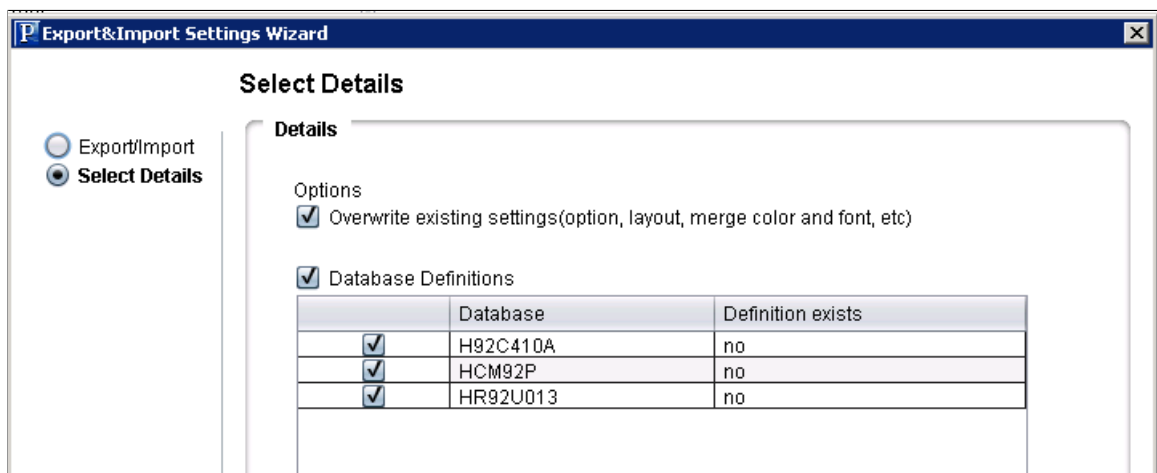 Export&Import Settings Wizard
Select Details
Export/Import
Select Details
Details
Options
Overwrite existing settings(option, layout, merge color and font, etc)
Database Definitions
Database Definition exists
H92C410A no
HCM92P no
HR92U013 no